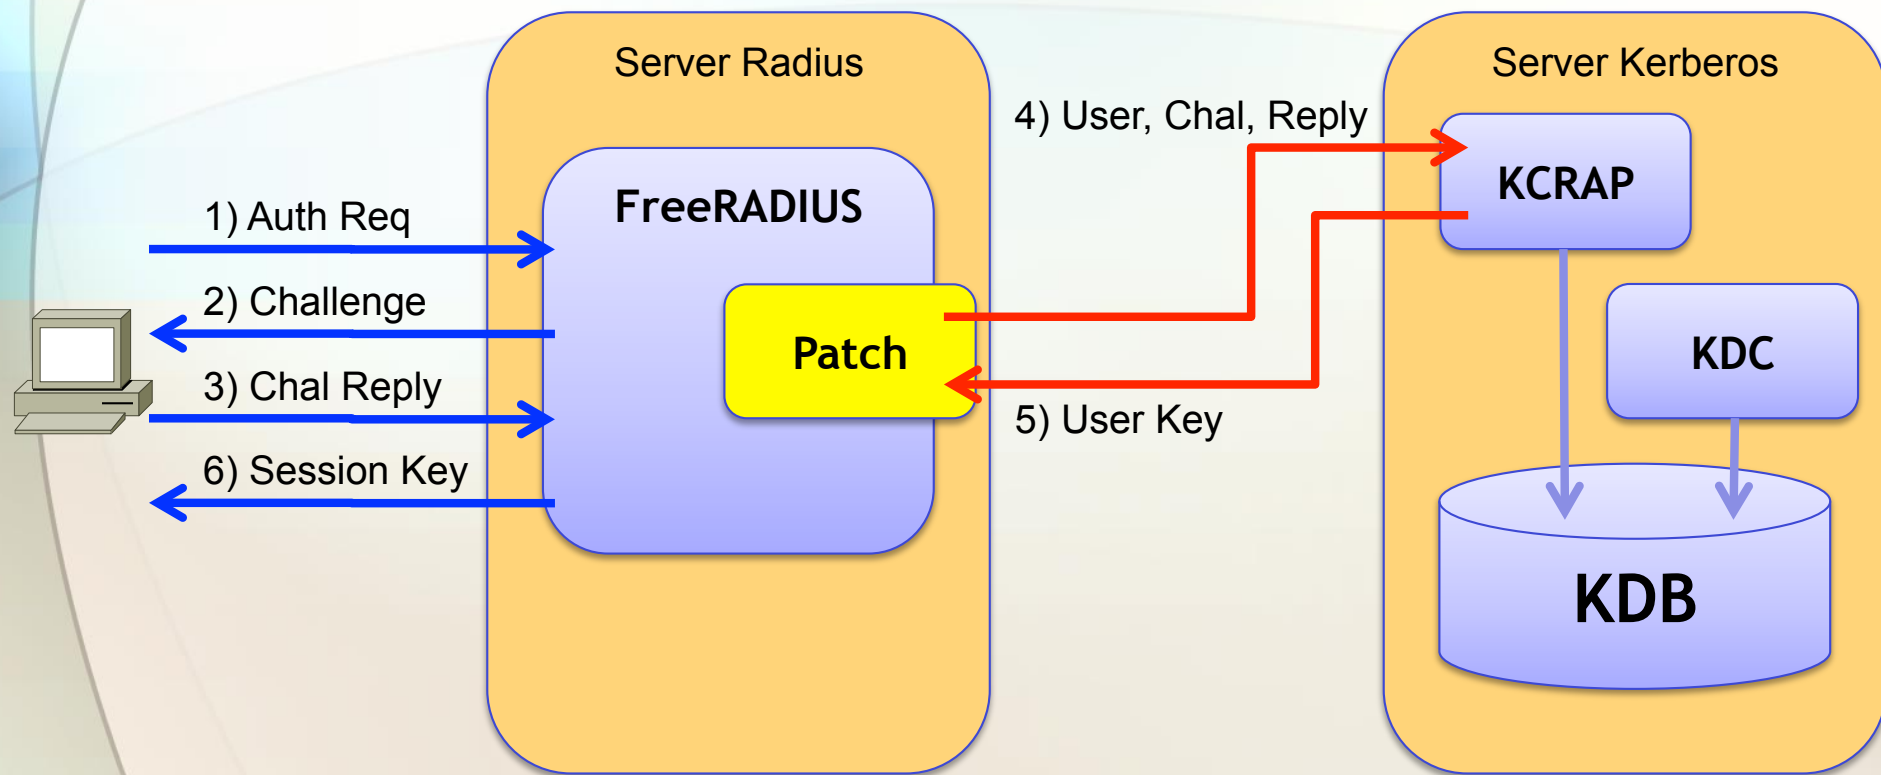 Server Radius
Server Kerberos
4) User, Chal, Reply
KCRAP
FreeRADIUS
1) Auth Req
2) Challenge
Patch
KDC
3) Chal Reply
5) User Key
6) Session Key
KDB